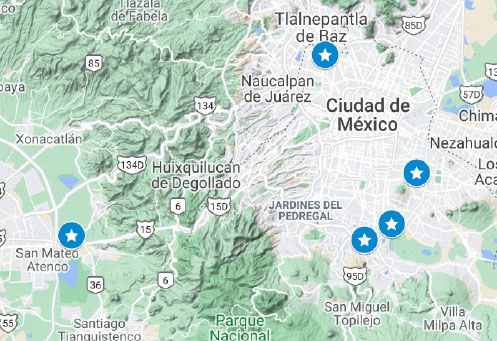 Tlazala
de Fabela
Tlalnepantla
de Baz
85D
85
Naucalpan
de Juárez
57D
134
Ciudad de
México
Chima
Xonacatlán
134D
Nezahualc
Huixquilucan
de Degollado
Los
Aca
6
15D
JARDINES DEL
PEDREGAL
15
San Mateo
Atenco
36
6
95D
San Miguel
Topilejo
Villa
Milpa Alta
55
Santiago
Tianguistenco
Parque
Nacional